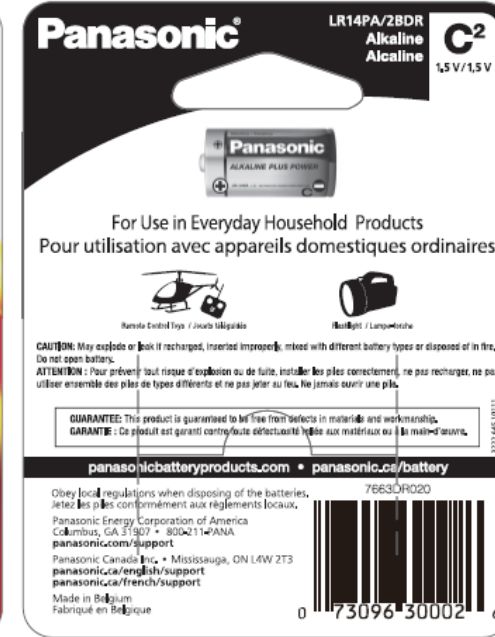 Panasonic®
LR14PA/2BDR
Alkaline
Alcaline
C²
1,5 V/1,5 V
Panasonic
ALKALINE PLUS POWER
For Use in Everyday Household Products
Pour utilisation avec appareils domestiques ordinaires
Remote Control Toys / Jouets téléguidés
Flashlight / Lampe-torche
CAUTION: May explode or leak if recharged, inserted improperly, mixed with different battery types or disposed of in fire.
Do not open battery.
ATTENTION : Pour prévenir tout risque d'explosion ou de fuite, installer les piles correctement, ne pas recharger, ne pa
utiliser ensemble des piles de types différents et ne pas jeter au feu. Ne jamais ouvrir une pile.
GUARANTEE: This product is guaranteed to be free from defects in materials and workmanship.
GARANTIE : Ce produit est garanti contre toute défectuosité reliée aux matériaux ou à la main-d'œuvre.
panasonicbatteryproducts.com • panasonic.ca/battery
Obey local regulations when disposing of the batteries.
Jetez les piles conformément aux règlements locaux.
7663DR020
Panasonic Energy Corporation of America
Columbus, GA 31907 • 800-211-PANA
panasonic.com/support
Panasonic Canada Inc. • Mississauga, ON L4W 2T3
panasonic.ca/english/support
panasonic.ca/french/support
Made in Belgium
Fabriqué en Belgique
0 73096 30002